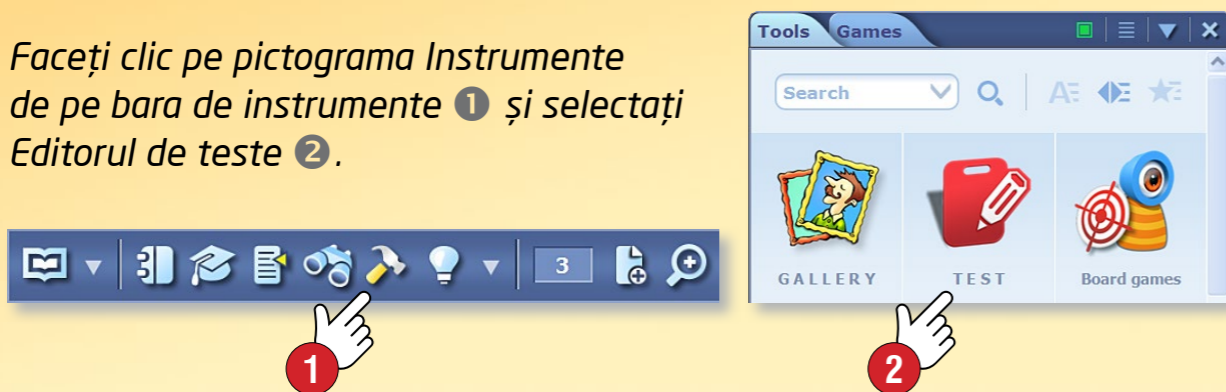 Faceți clic pe pictograma Instrumente
de pe bara de instrumente ❶ și selectați
Editorul de teste ❷.
3
1
Tools Games
Search
GALLERY TEST Board games
2